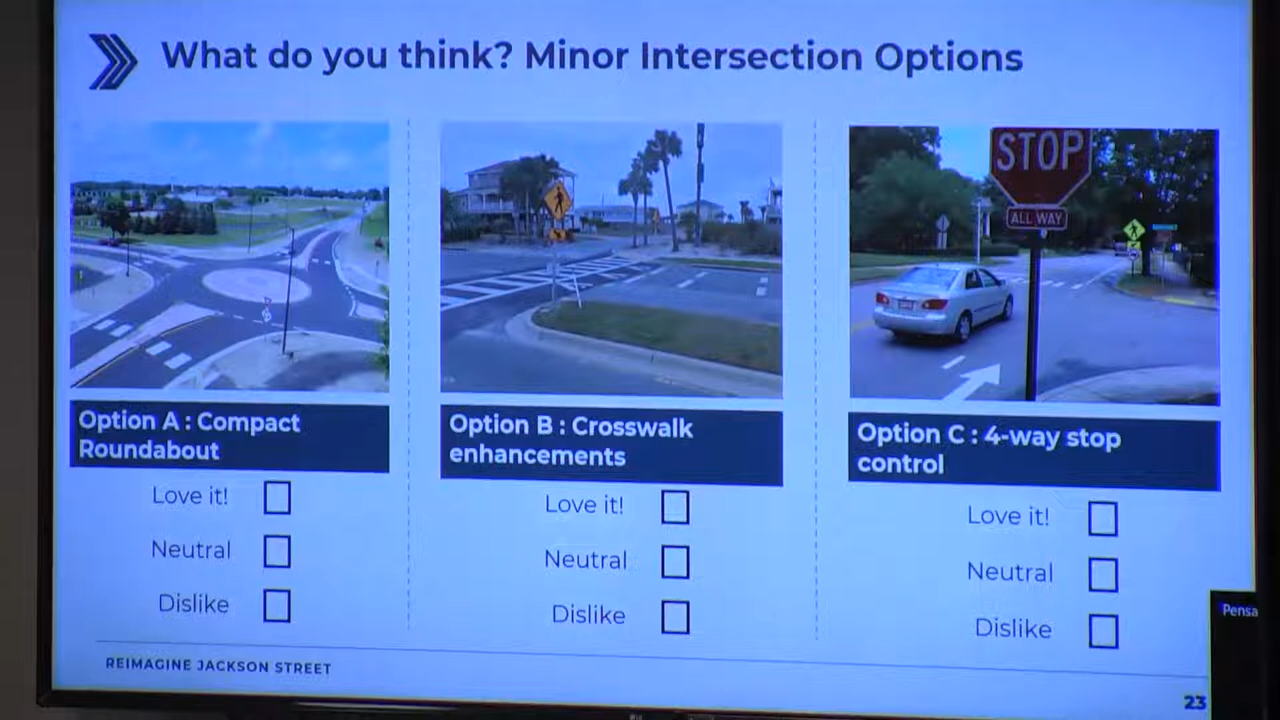 What do you think? Minor Intersection Options
STOP
ALL WAY
Option A : Compact
Roundabout
Option B : Crosswalk
enhancements
Option C : 4-way stop
control
Love it!
Neutral
Dislike
Love it!
Neutral
Dislike
Love it!
Neutral
Dislike
REIMAGINE JACKSON STREET
23
Pensa